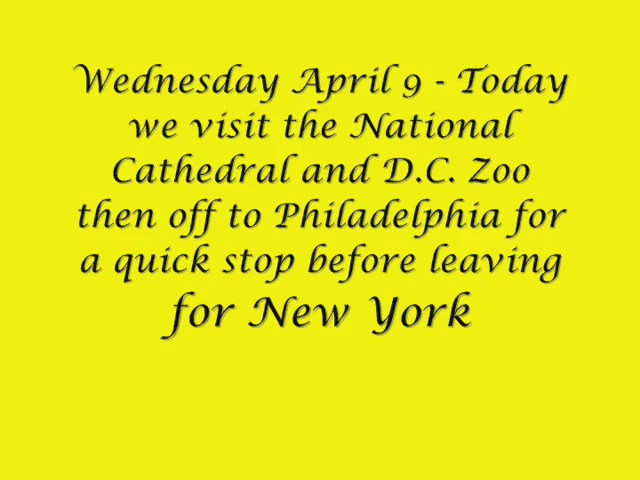 Wednesday April 9 - Today
we visit the National
Cathedral and D.C. Zoo
then off to Philadelphia for
a quick stop before leaving
for New York